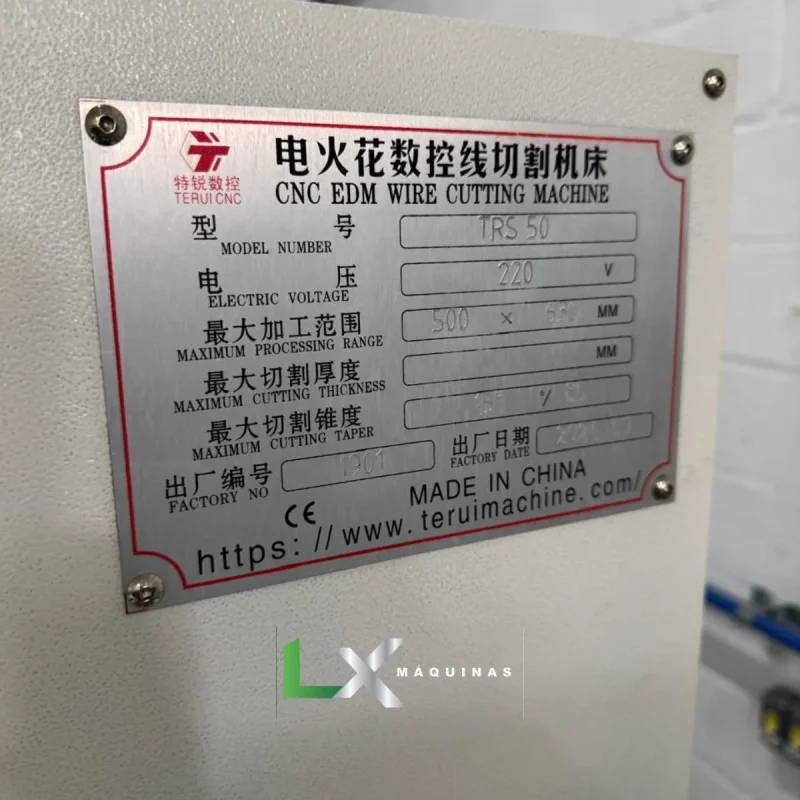 特锐数控
TERUI CNC
电火花数控线切割机床
CNC EDM WIRE CUTTING MACHINE
型 号 TRS 50
MODEL NUMBER
电 压 220 V
ELECTRIC VOLTAGE
最大加工范围 500 × MM
MAXIMUM PROCESSING RANGE
最大切割厚度 MM
MAXIMUM CUTTING THICKNESS
最大切割锥度 °/
MAXIMUM CUTTING TAPER
出厂编号 1901 出厂日期
FACTORY NO FACTORY DATE
CE MADE IN CHINA
https://www.teruimachine.com/
LX MÁQUINAS